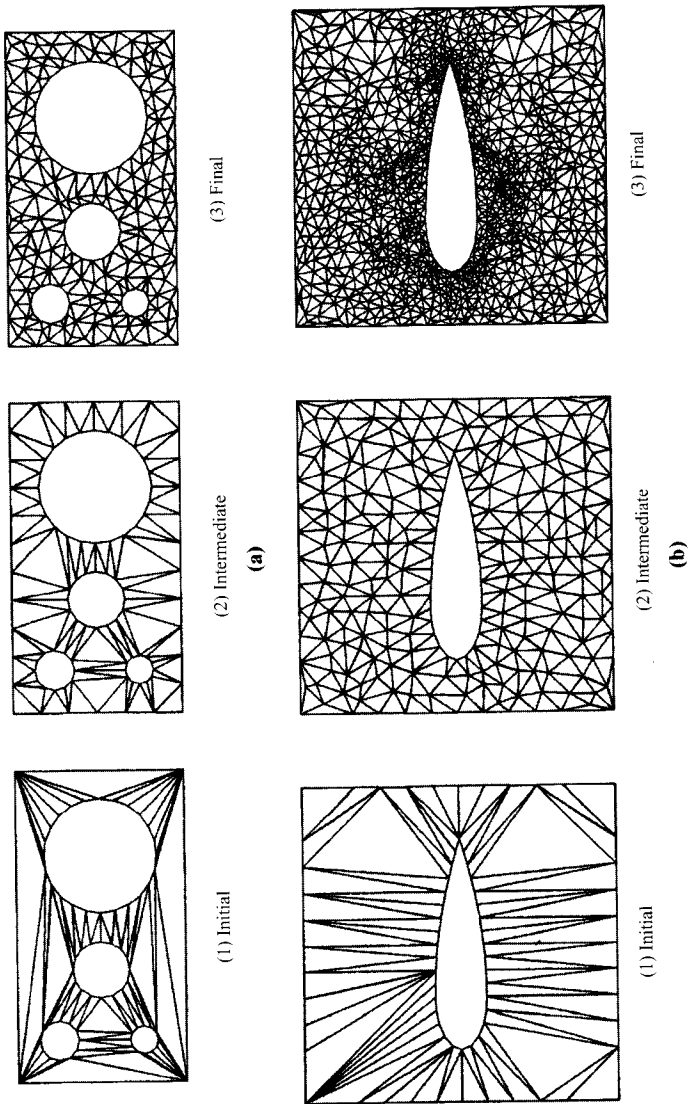 (1) Initial
(2) Intermediate
(3) Final
(a)
(1) Initial
(2) Intermediate
(3) Final
(b)